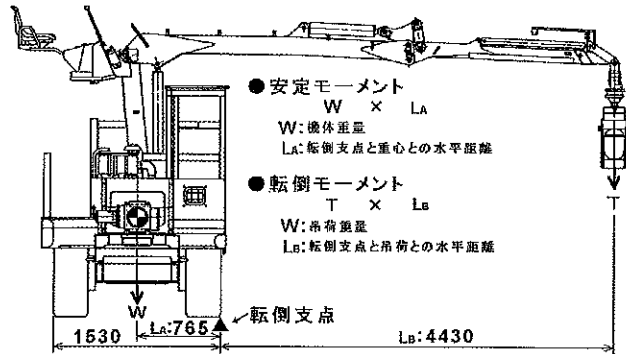 ●安定モーメント
W × LA
W:機体重量
LA:転倒支点と重心との水平距離
●転倒モーメント
T × LB
W:吊荷重量
LB:転倒支点と吊荷との水平距離
T
W
転倒支点
1530
LA:765
LB:4430